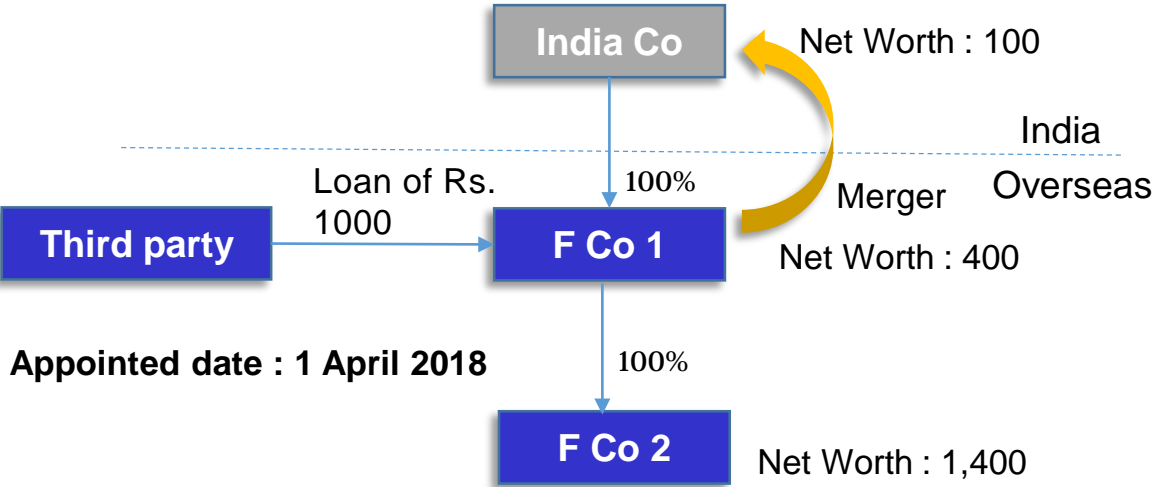 India Co
Net Worth : 100
India
Overseas
Loan of Rs.
1000
100%
Merger
Third party
F Co 1
Net Worth : 400
Appointed date : 1 April 2018
100%
F Co 2
Net Worth : 1,400